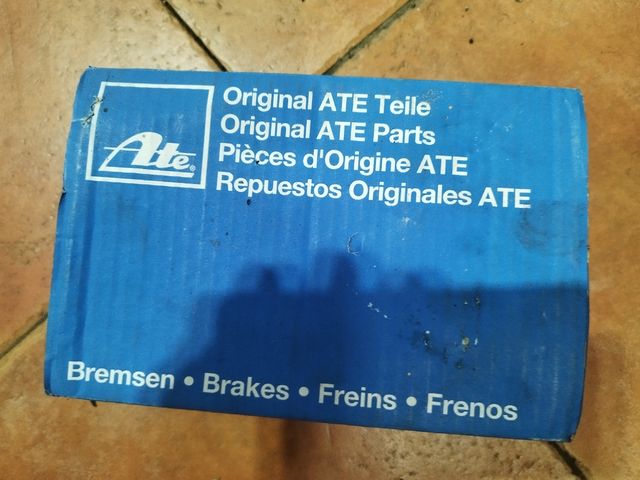 Ate®
Original ATE Teile
Original ATE Parts
Pièces d'Origine ATE
Repuestos Originales ATE
Bremsen • Brakes • Freins • Frenos